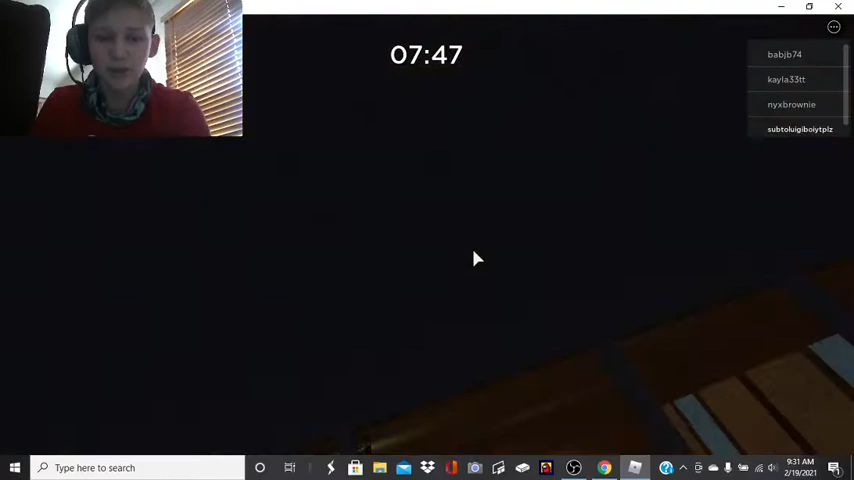 07:47
babjb74
kayla33tt
nyxbrownie
subtoluigiboiytplz
Type here to search
9:31 AM
2/19/2021